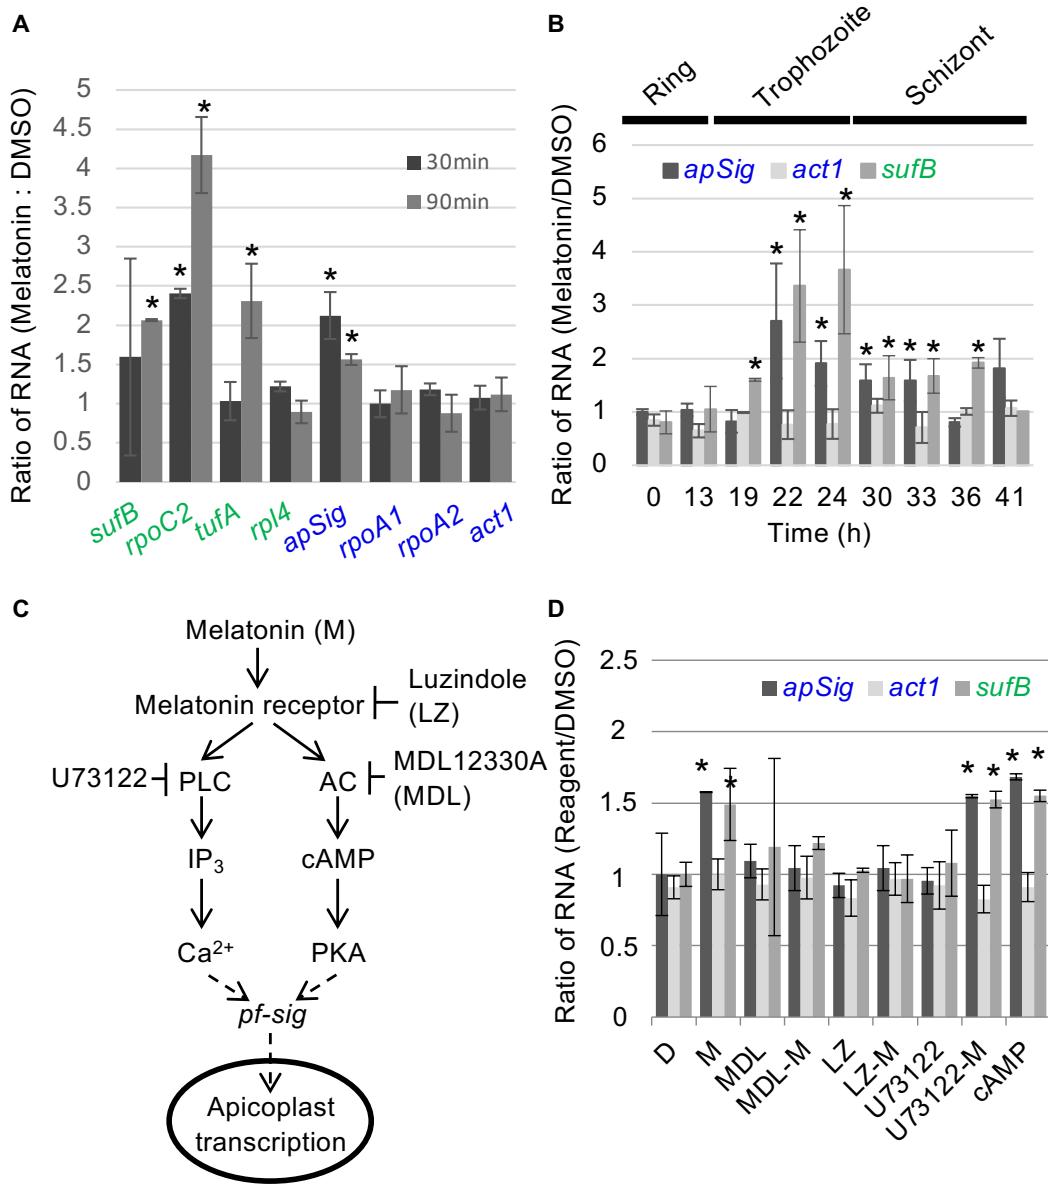 A
Ratio of RNA (Melatonin : DMSO)
5
4.5
4
3.5
3
2.5
2
1.5
1
0.5
0
*
*
*
*
*
*
30min
90min
sufB
rpoC2
tufA
rpl4
apSig
rpoA1
rpoA2
act1
B
Ring
Trophozoite
Schizont
Ratio of RNA (Melatonin/DMSO)
6
5
4
3
2
1
0
apSig act1 sufB
*
*
*
*
*
*
*
*
*
*
0 13 19 22 24 30 33 36 41
Time (h)
C
Melatonin (M)
Melatonin receptor
Luzindole
(LZ)
U73122
PLC
AC
MDL12330A
(MDL)
IP₃
cAMP
Ca²⁺
PKA
pf-sig
Apicoplast
transcription
D
Ratio of RNA (Reagent/DMSO)
2.5
2
1.5
1
0.5
0
apSig act1 sufB
*
*
*
*
*
*
D
M
MDL
MDL-M
LZ
LZ-M
U73122
U73122-M
cAMP